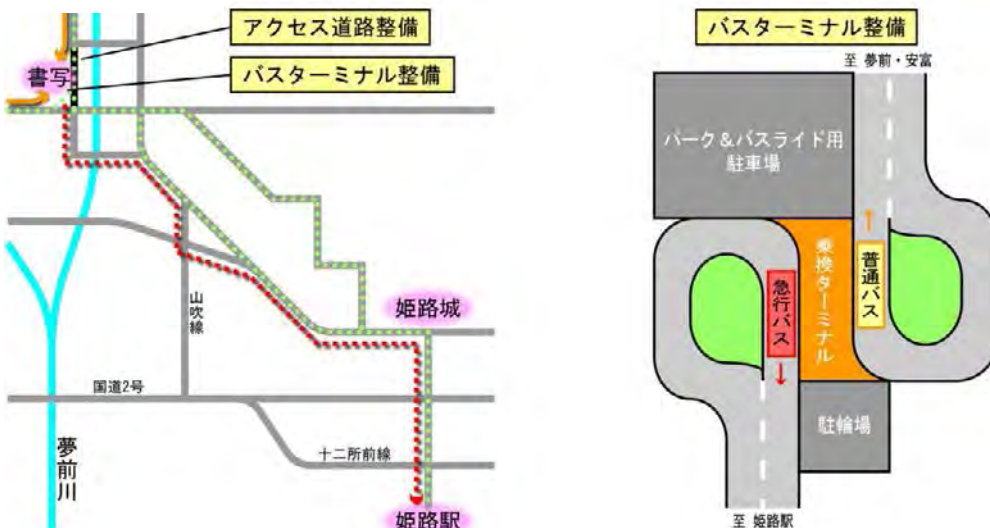 アクセス道路整備
書写
バスターミナル整備
姫路城
山吹線
国道2号
十二所前線
夢前川
姫路駅
バスターミナル整備
至 夢前・安富
パーク&バスライド用
駐車場
乗換ターミナル
普通バス
急行バス
駐輪場
至 姫路駅